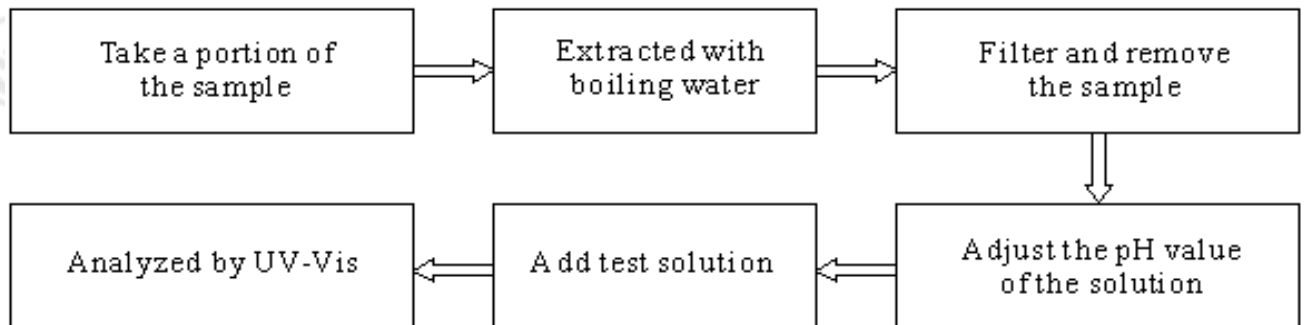 Take a portion of
the sample
Extracted with
boiling water
Filter and remove
the sample
Adjust the pH value
of the solution
Add test solution
Analyzed by UV-Vis